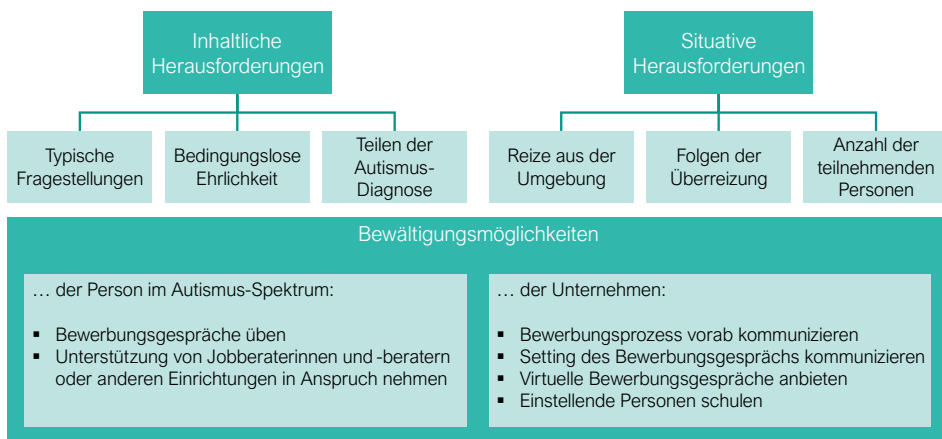 Inhaltliche
Herausforderungen
Situative
Herausforderungen
Typische
Fragestellungen
Bedingungslose
Ehrlichkeit
Teilen der
Autismus-
Diagnose
Reize aus der
Umgebung
Folgen der
Überreizung
Anzahl der
teilnehmenden
Personen
Bewältigungsmöglichkeiten
… der Person im Autismus-Spektrum:
▪ Bewerbungsgespräche üben
▪ Unterstützung von Jobberaterinnen und -beratern
oder anderen Einrichtungen in Anspruch nehmen
… der Unternehmen:
▪ Bewerbungsprozess vorab kommunizieren
▪ Setting des Bewerbungsgesprächs kommunizieren
▪ Virtuelle Bewerbungsgespräche anbieten
▪ Einstellende Personen schulen